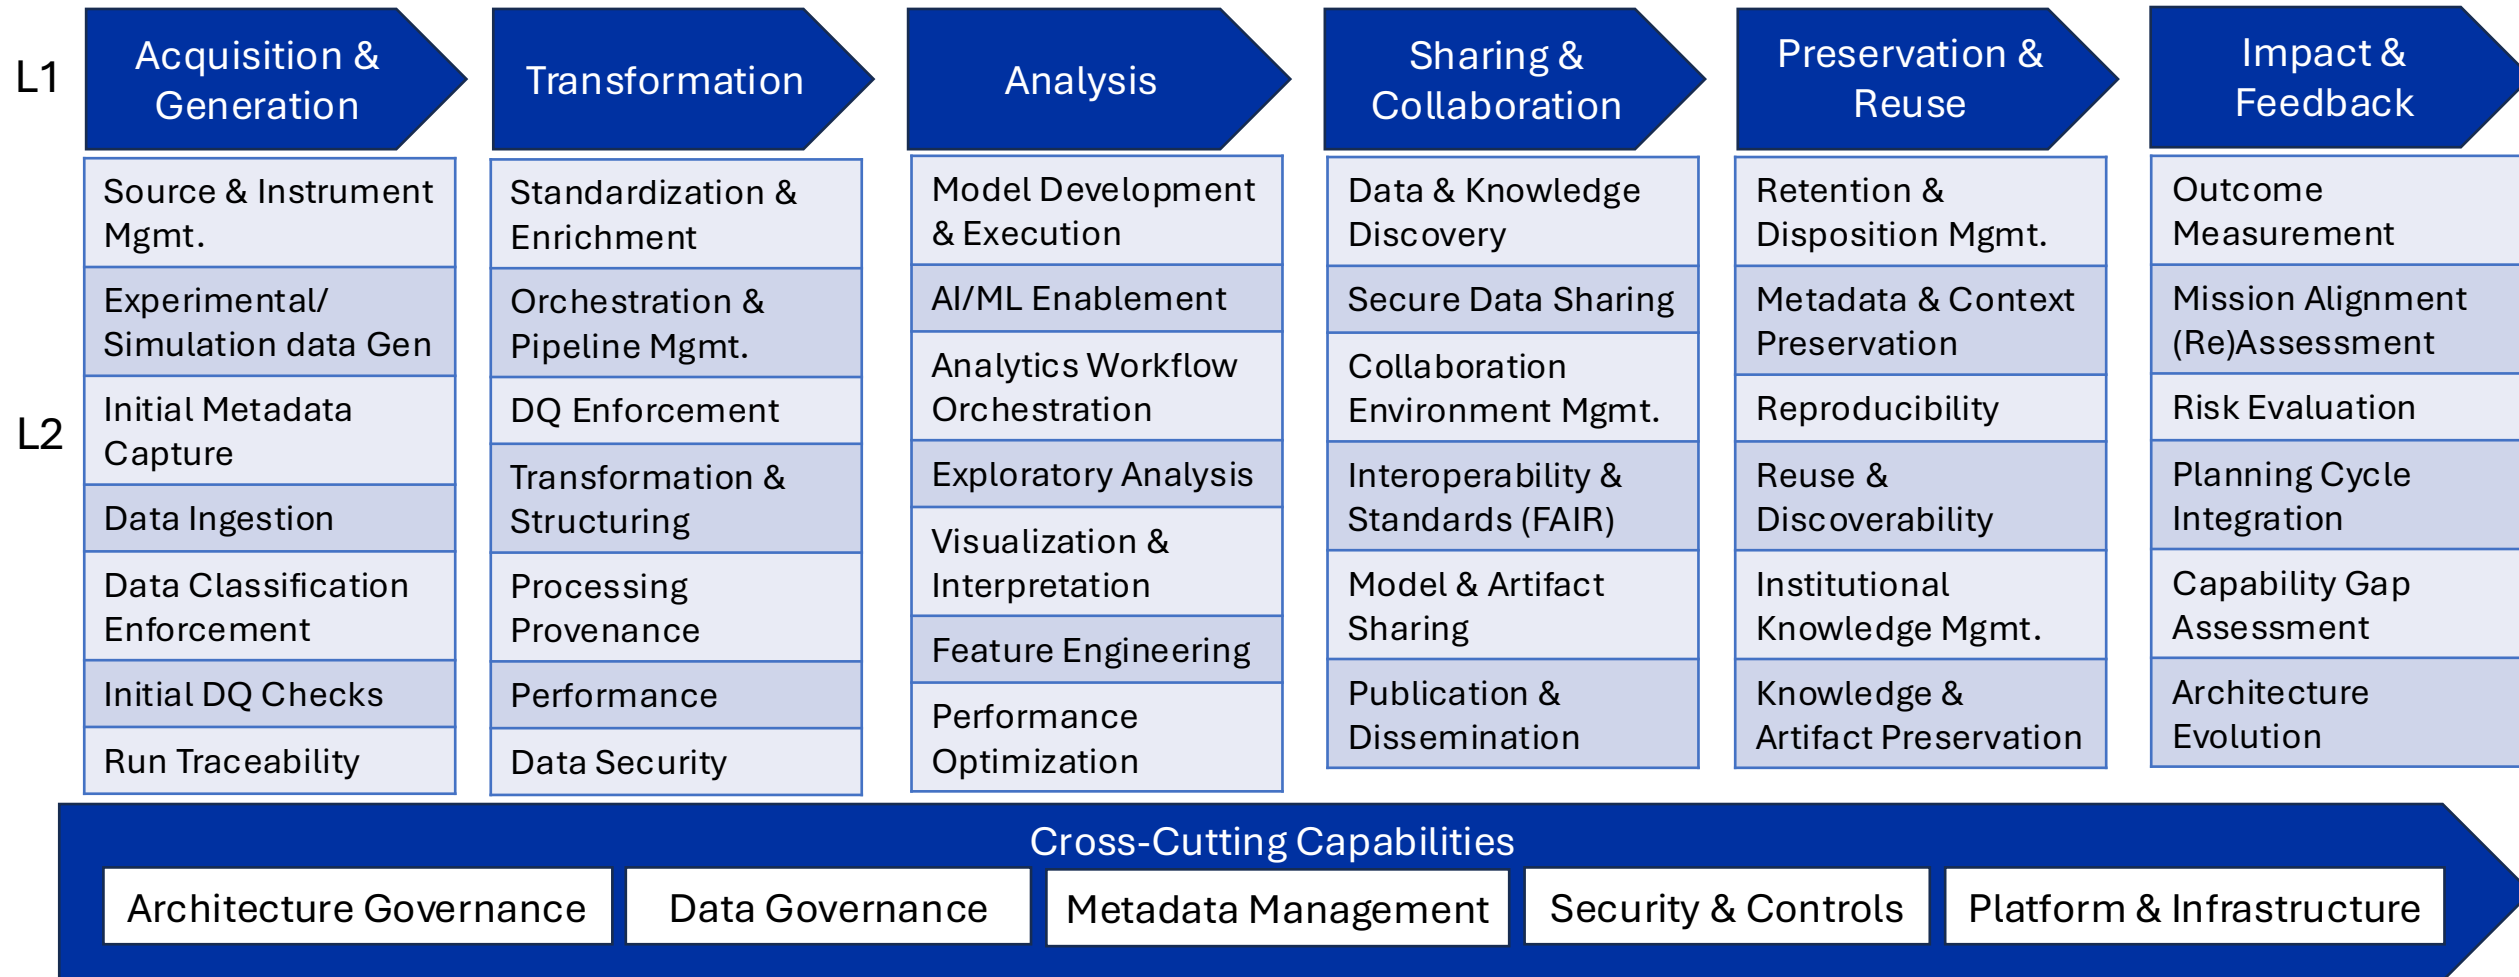 L1
Acquisition &
Generation
Transformation
Analysis
Sharing &
Collaboration
Preservation &
Reuse
Impact &
Feedback
L2
Source & Instrument
Mgmt.
Experimental/
Simulation data Gen
Initial Metadata
Capture
Data Ingestion
Data Classification
Enforcement
Initial DQ Checks
Run Traceability
Standardization &
Enrichment
Orchestration &
Pipeline Mgmt.
DQ Enforcement
Transformation &
Structuring
Processing
Provenance
Performance
Data Security
Model Development
& Execution
AI/ML Enablement
Analytics Workflow
Orchestration
Exploratory Analysis
Visualization &
Interpretation
Feature Engineering
Performance
Optimization
Data & Knowledge
Discovery
Secure Data Sharing
Collaboration
Environment Mgmt.
Interoperability &
Standards (FAIR)
Model & Artifact
Sharing
Publication &
Dissemination
Retention &
Disposition Mgmt.
Metadata & Context
Preservation
Reproducibility
Reuse &
Discoverability
Institutional
Knowledge Mgmt.
Knowledge &
Artifact Preservation
Outcome
Measurement
Mission Alignment
(Re)Assessment
Risk Evaluation
Planning Cycle
Integration
Capability Gap
Assessment
Architecture
Evolution
Cross-Cutting Capabilities
Architecture Governance
Data Governance
Metadata Management
Security & Controls
Platform & Infrastructure